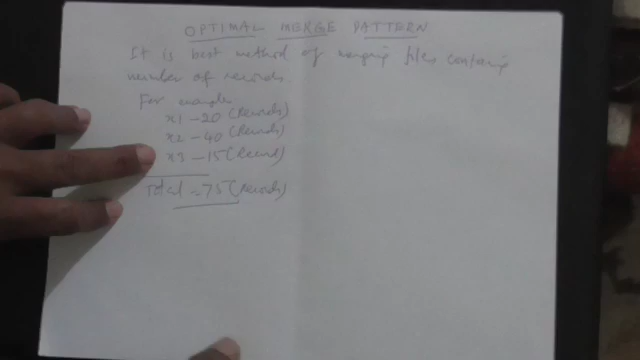 OPTIMAL MERGE PATTERN
It is best method of merging files containing
number of records.
For example
x1 - 20 (Records)
x2 - 40 (Records)
x3 - 15 (Record)
Total = 75 (Records)